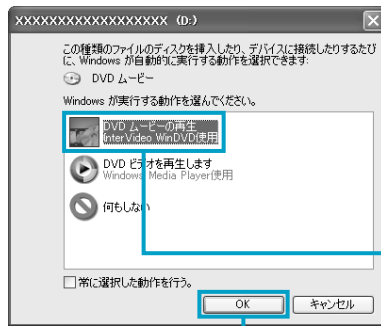 XXXXXXXXXXXXXXXXXX (D:)
この種類のファイルのディスクを挿入したり、デバイスに接続したりするたび
に、Windows が自動的に実行する動作を選択できます:
DVD ムービー
Windows が実行する動作を選んでください。
DVD ムービーの再生
InterVideo WinDVD使用
DVD ビデオを再生します
Windows Media Player使用
何もしない
常に選択した動作を行う。
OK
キャンセル